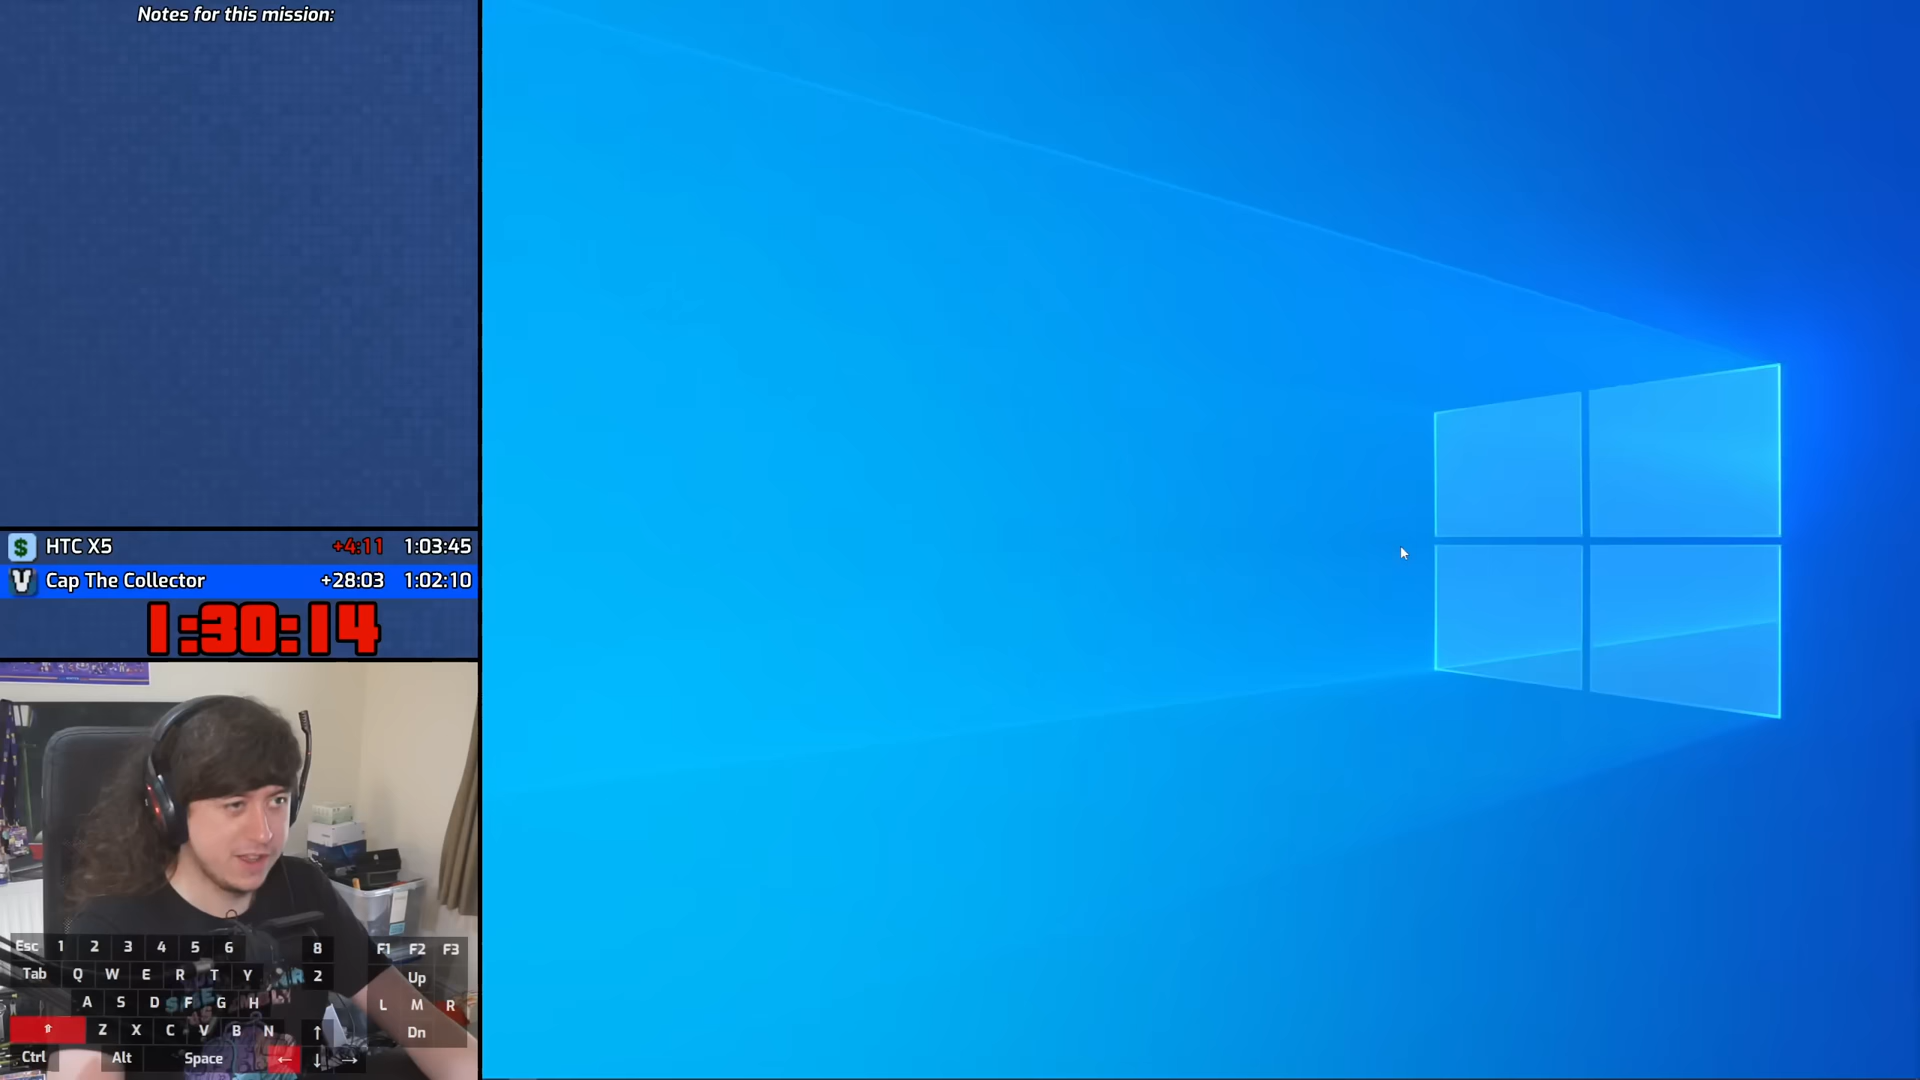 Notes for this mission:
$ HTC X5 +4:11 1:03:45
Cap The Collector +28:03 1:02:10
1:30:14
Esc 1 2 3 4 5 6 8 F1 F2 F3
Tab Q W E R T Y 2 Up
A S D F G H L M R
⇧ Z X C V B N ↑ Dn
Ctrl Alt Space ← ↓ →